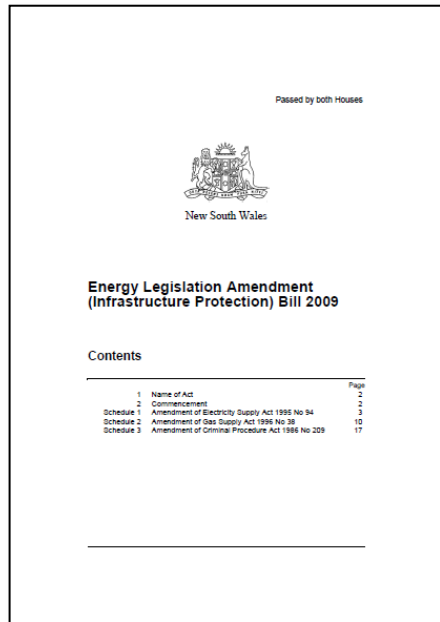 Passed by both Houses
New South Wales
Energy Legislation Amendment
(Infrastructure Protection) Bill 2009
Contents
Page
1 Name of Act 2
2 Commencement 2
Schedule 1 Amendment of Electricity Supply Act 1995 No 94 3
Schedule 2 Amendment of Gas Supply Act 1996 No 38 10
Schedule 3 Amendment of Criminal Procedure Act 1986 No 209 17